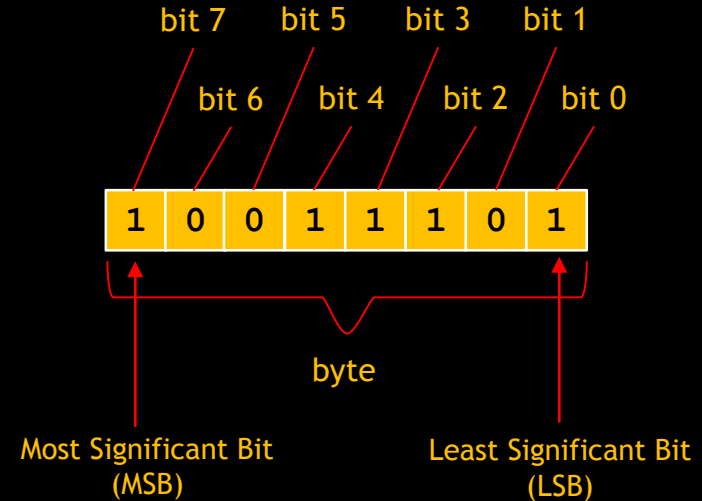 bit 7 bit 5 bit 3 bit 1
bit 6 bit 4 bit 2 bit 0
1 0 0 1 1 1 0 1
byte
Most Significant Bit
(MSB)
Least Significant Bit
(LSB)